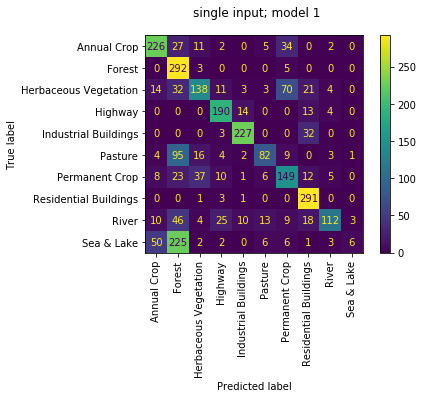 single input; model 1
Annual Crop 226 27 11 2 0 5 34 0 2 0
Forest 0 292 3 0 0 0 5 0 0 0
Herbaceous Vegetation 14 32 138 11 3 3 70 21 4 0
Highway 0 0 0 190 14 0 0 13 4 0
Industrial Buildings 0 0 0 3 227 0 0 32 0 0
Pasture 4 95 16 4 2 82 9 0 3 1
Permanent Crop 8 23 37 10 1 6 149 12 5 0
Residential Buildings 0 0 1 3 1 0 0 291 0 0
River 10 46 4 25 10 13 9 18 112 3
Sea & Lake 50 225 2 2 0 6 6 1 3 6
True label
Annual Crop
Forest
Herbaceous Vegetation
Highway
Industrial Buildings
Pasture
Permanent Crop
Residential Buildings
River
Sea & Lake
Predicted label
250
200
150
100
50
0